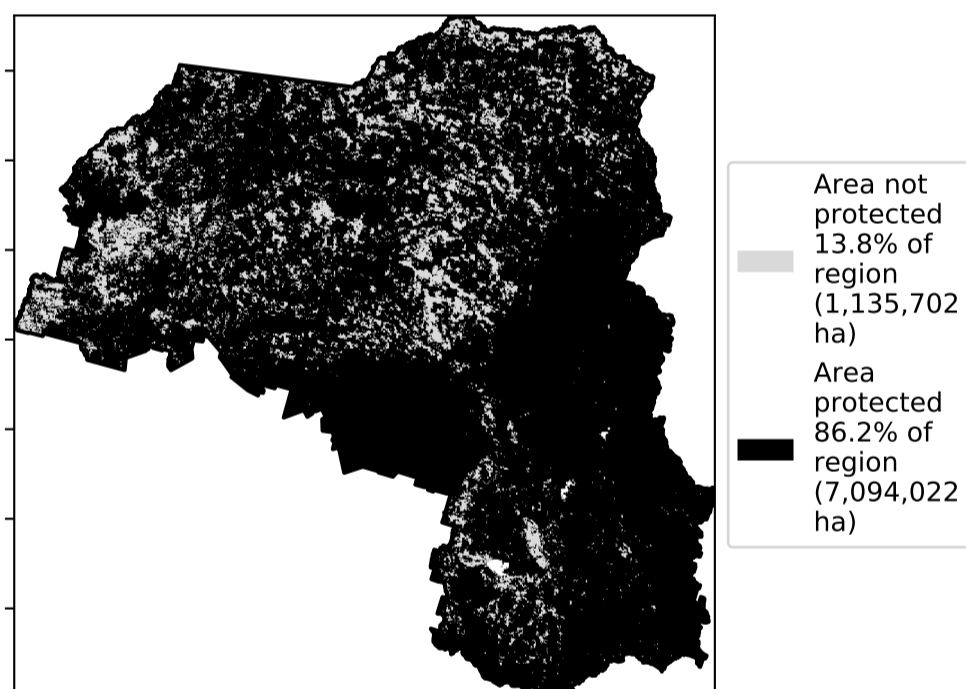 Area not
protected
13.8% of
region
(1,135,702
ha)
Area
protected
86.2% of
region
(7,094,022
ha)